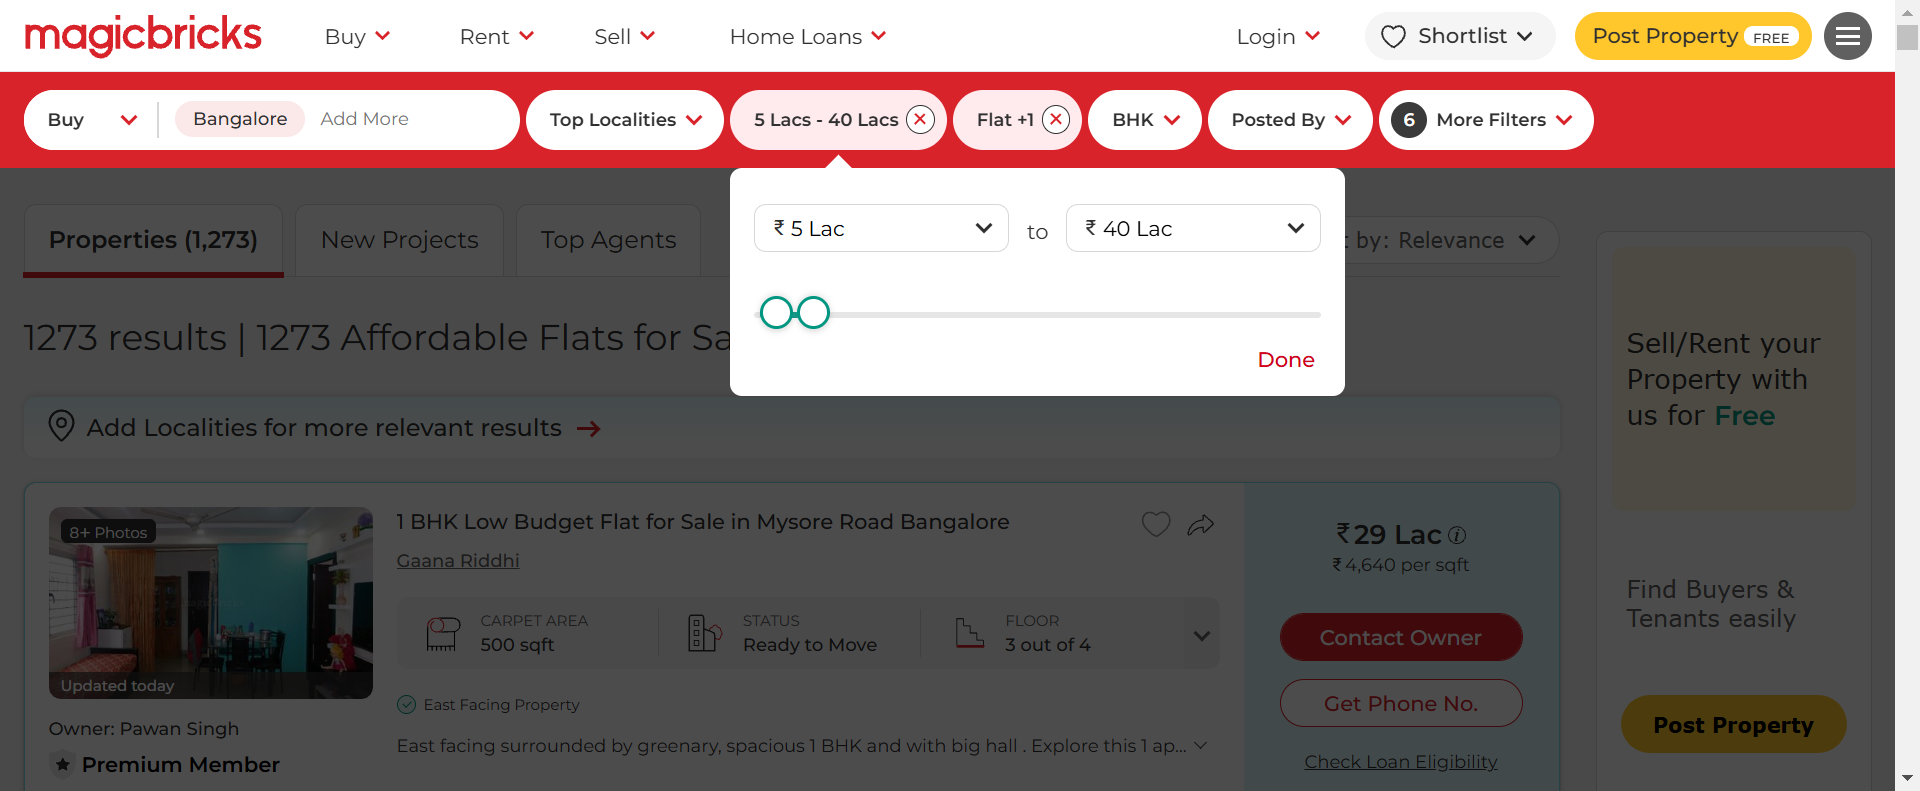 magicbricks
Buy
Rent
Sell
Home Loans
Login
Shortlist
Post Property FREE
Buy
Bangalore
Add More
Top Localities
5 Lacs - 40 Lacs
Flat +1
BHK
Posted By
6 More Filters
₹ 5 Lac
to
₹ 40 Lac
Done
Properties (1,273)
New Projects
Top Agents
t by: Relevance
1273 results | 1273 Affordable Flats for Sa
Add Localities for more relevant results
8+ Photos
Updated today
Owner: Pawan Singh
Premium Member
1 BHK Low Budget Flat for Sale in Mysore Road Bangalore
Gaana Riddhi
CARPET AREA
500 sqft
STATUS
Ready to Move
FLOOR
3 out of 4
East Facing Property
East facing surrounded by greenary, spacious 1 BHK and with big hall . Explore this 1 ap...
₹29 Lac
₹4,640 per sqft
Contact Owner
Get Phone No.
Check Loan Eligibility
Sell/Rent your
Property with
us for Free
Find Buyers &
Tenants easily
Post Property